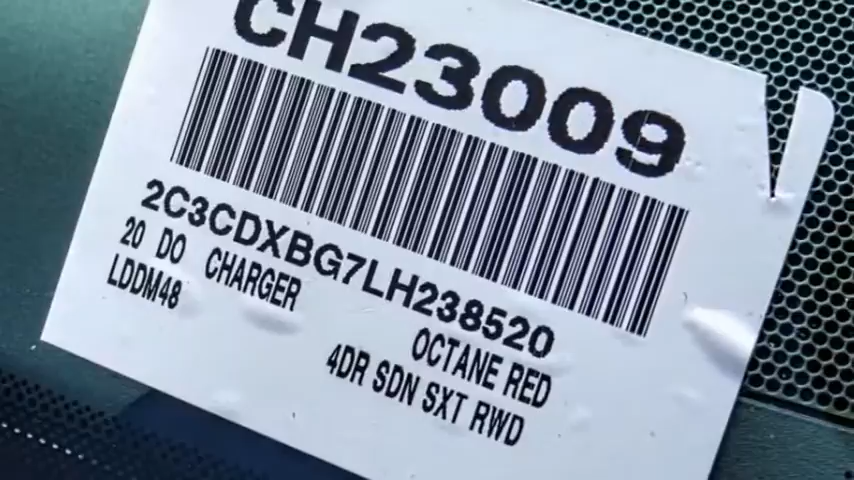 CH23009
2C3CDXBG7LH238520
20 DO CHARGER
OCTANE RED
LDDM48
4DR SDN SXT RWD